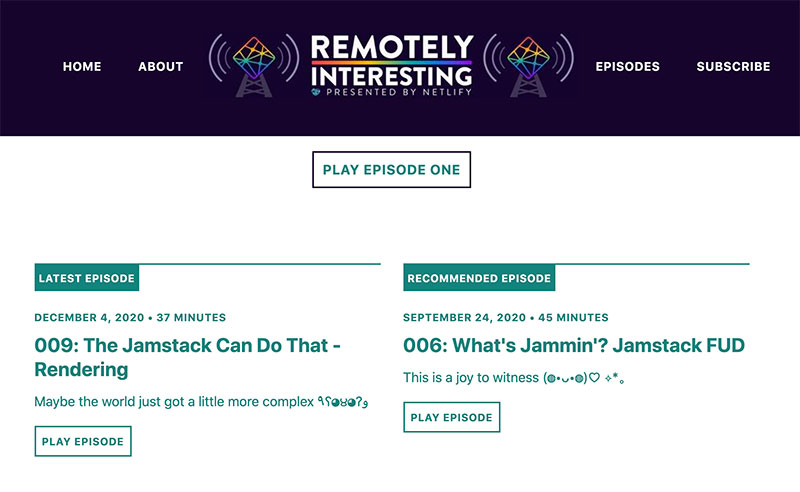 HOME
ABOUT
REMOTELY
INTERESTING
PRESENTED BY NETLIFY
EPISODES
SUBSCRIBE
PLAY EPISODE ONE
LATEST EPISODE
DECEMBER 4, 2020 • 37 MINUTES
009: The Jamstack Can Do That -
Rendering
Maybe the world just got a little more complex
PLAY EPISODE
RECOMMENDED EPISODE
SEPTEMBER 24, 2020 • 45 MINUTES
006: What's Jammin'? Jamstack FUD
This is a joy to witness (◍•ᴗ•◍)♡ ✧*。
PLAY EPISODE